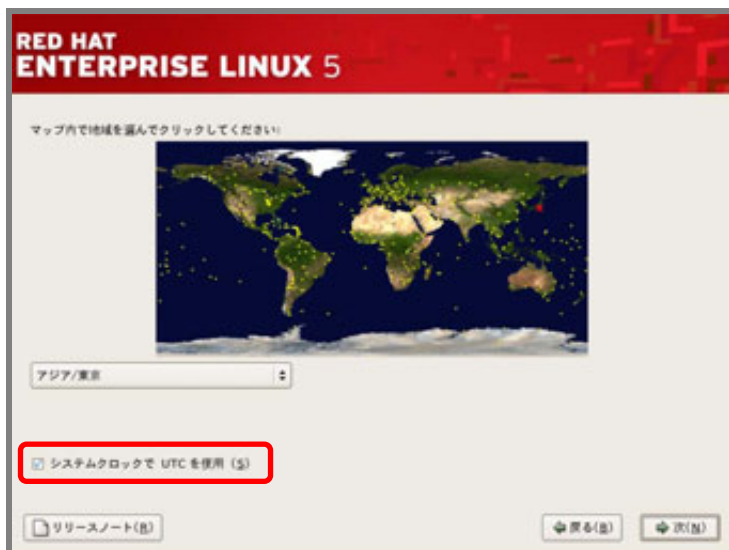 RED HAT
ENTERPRISE LINUX 5
マップ内で地域を選んでクリックしてください:
アジア/東京
システムクロックで UTC を使用 (S)
リリースノート(R)
戻る(B)
次(N)